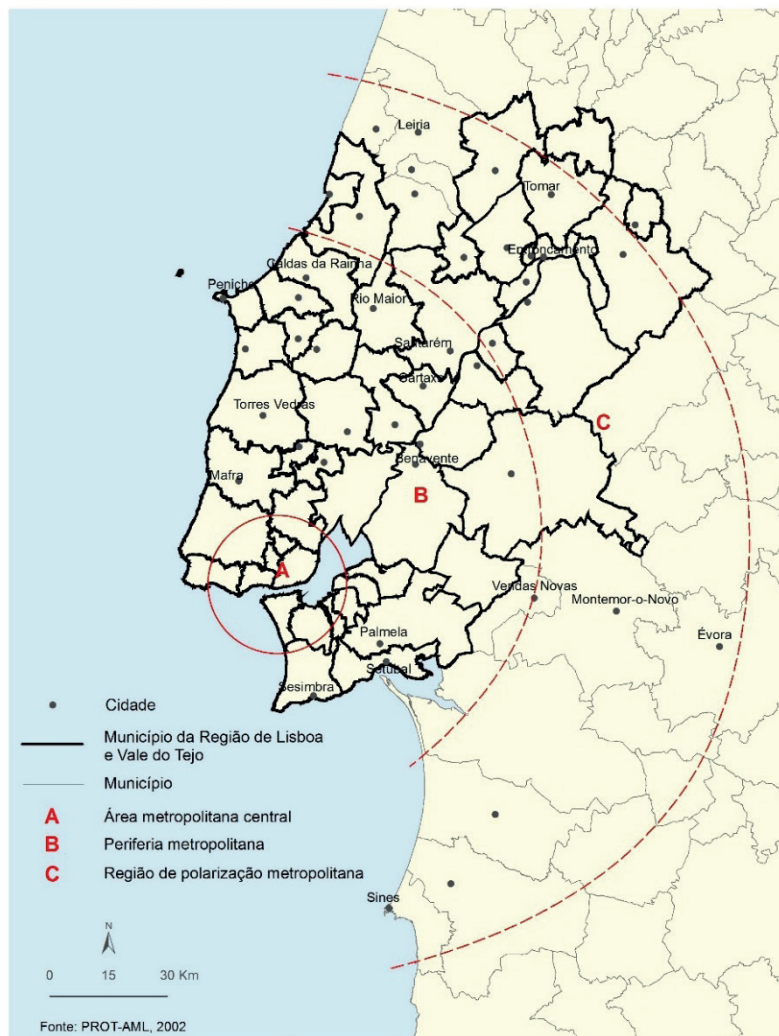 Leiria
Tomar
Entroncamento
Caldas da Rainha
Peniche
Rio Maior
Santarém
Cartaxo
Torres Vedras
C
Benavente
Mafra
B
A
Vendas Novas
Montemor-o-Novo
Palmela
Évora
Setúbal
Sesimbra
Cidade
Município da Região de Lisboa
e Vale do Tejo
Município
A Área metropolitana central
B Periferia metropolitana
C Região de polarização metropolitana
Sines
N
0 15 30 Km
Fonte: PROT-AML, 2002